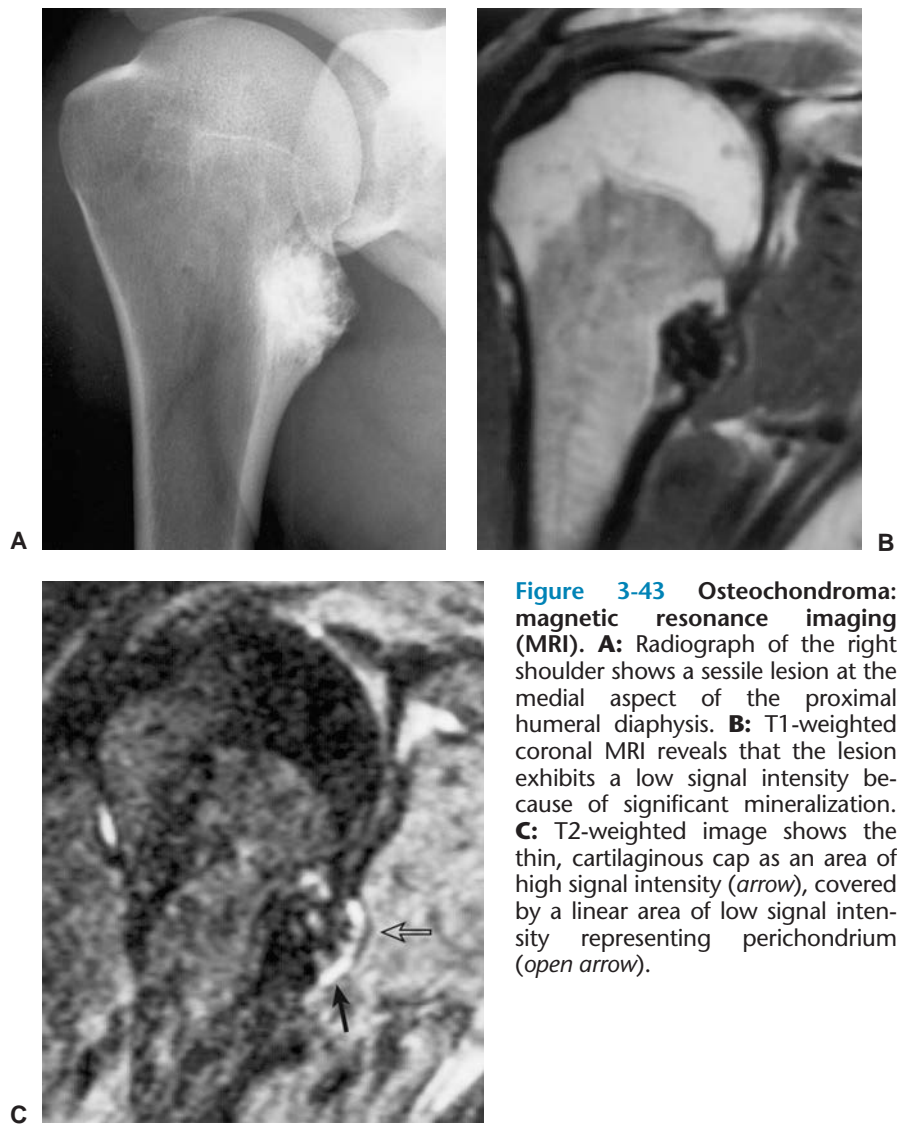 A
B
Figure 3-43 Osteochondroma:
magnetic resonance imaging
(MRI). A: Radiograph of the right
shoulder shows a sessile lesion at the
medial aspect of the proximal
humeral diaphysis. B: T1-weighted
coronal MRI reveals that the lesion
exhibits a low signal intensity be-
cause of significant mineralization.
C: T2-weighted image shows the
thin, cartilaginous cap as an area of
high signal intensity (arrow), covered
by a linear area of low signal inten-
sity representing perichondrium
(open arrow).
C